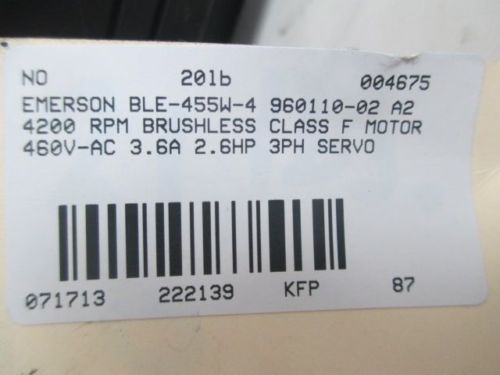 NO 20lb 004675
EMERSON BLE-455W-4 960110-02 A2
4200 RPM BRUSHLESS CLASS F MOTOR
460V-AC 3.6A 2.6HP 3PH SERVO
071713 222139 KFP 87